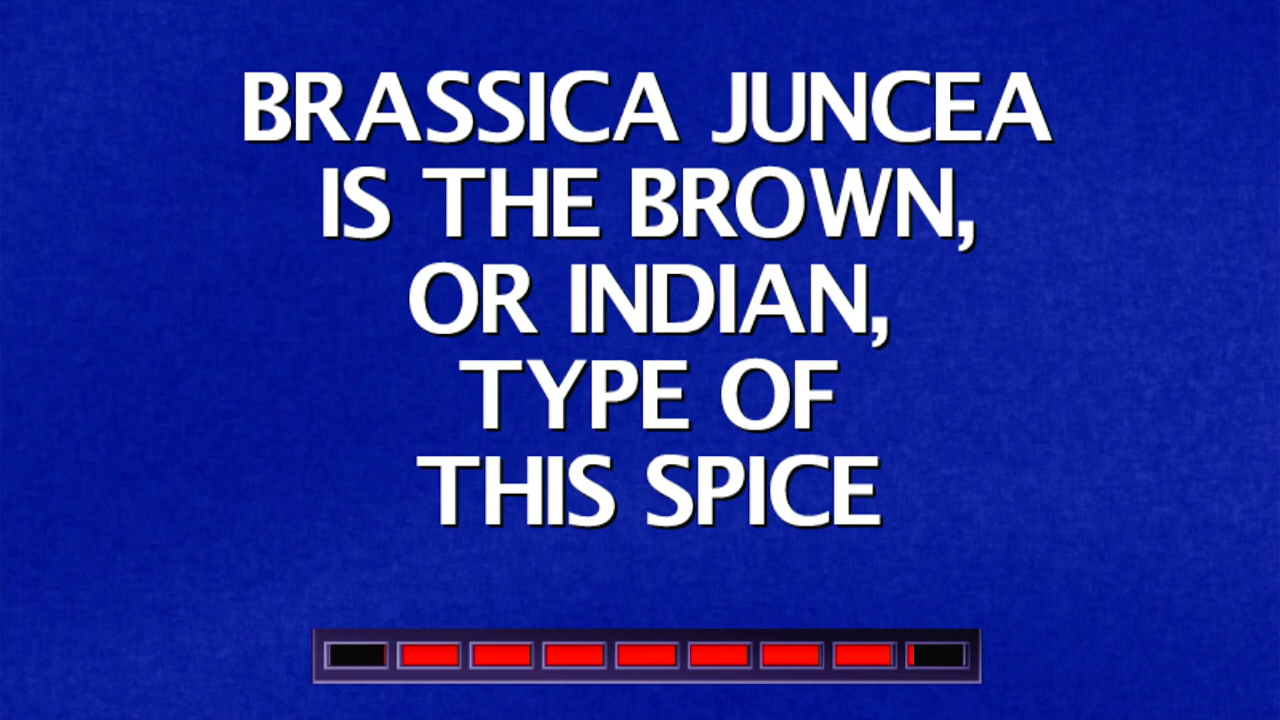 BRASSICA JUNCEA
IS THE BROWN,
OR INDIAN,
TYPE OF
THIS SPICE